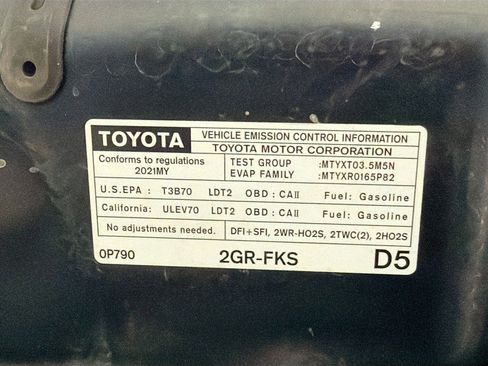 TOYOTA
VEHICLE EMISSION CONTROL INFORMATION
TOYOTA MOTOR CORPORATION
Conforms to regulations
2021MY
TEST GROUP :MTYXT03.5M5N
EVAP FAMILY :MTYXR0165P82
U.S.EPA : T3B70 LDT2 OBD : CAII Fuel: Gasoline
California: ULEV70 LDT2 OBD : CAII Fuel: Gasoline
No adjustments needed. DFI+SFI, 2WR-HO2S, 2TWC(2), 2HO2S
0P790 2GR-FKS D5